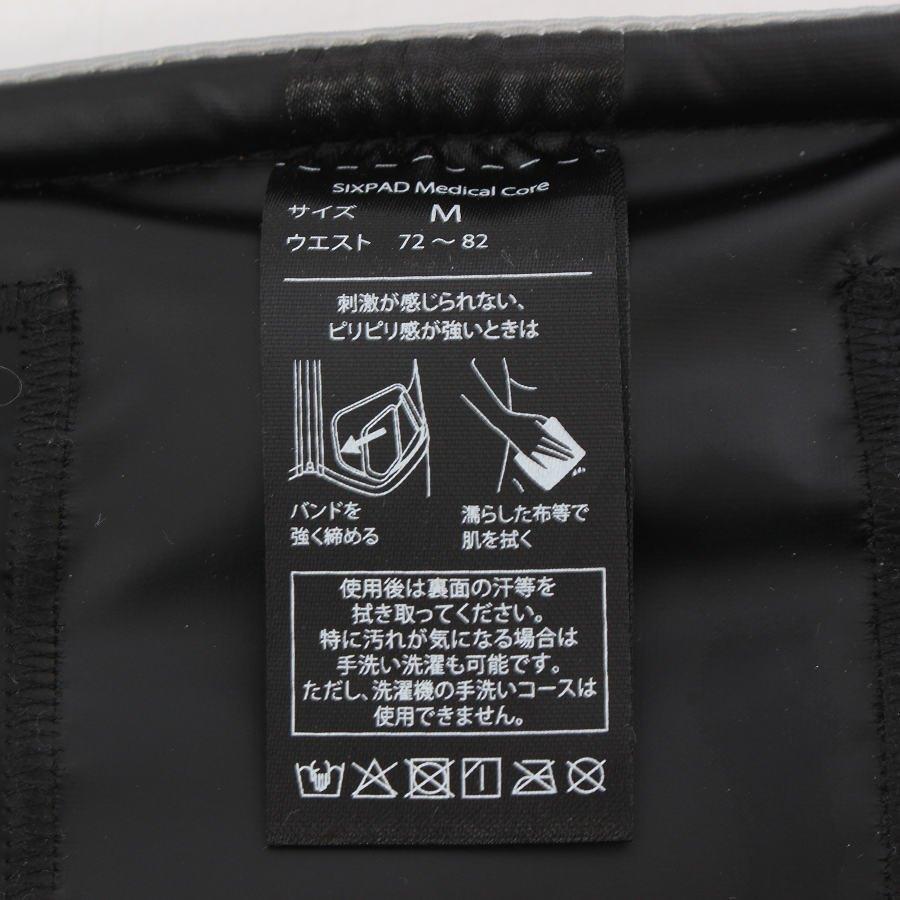 SIXPAD Medical Core
サイズ M
ウエスト 72～82
刺激が感じられない、
ピリピリ感が強いときは
バンドを
強く締める
濡らした布等で
肌を拭く
使用後は裏面の汗等を
拭き取ってください。
特に汚れが気になる場合は
手洗い洗濯も可能です。
ただし、洗濯機の手洗いコースは
使用できません。